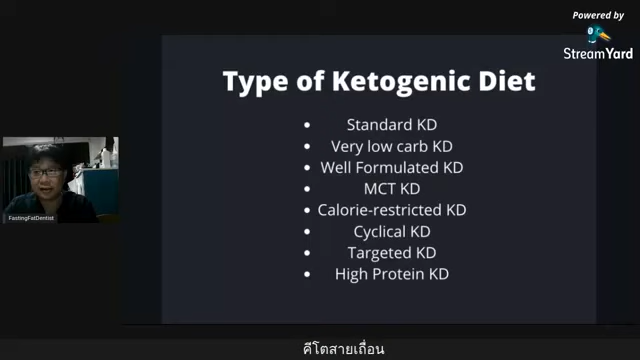 Powered by
StreamYard
Type of Ketogenic Diet
• Standard KD
• Very low carb KD
• Well Formulated KD
• MCT KD
• Calorie-restricted KD
• Cyclical KD
• Targeted KD
• High Protein KD
FastingFatDentist
คีโตสายเถื่อน